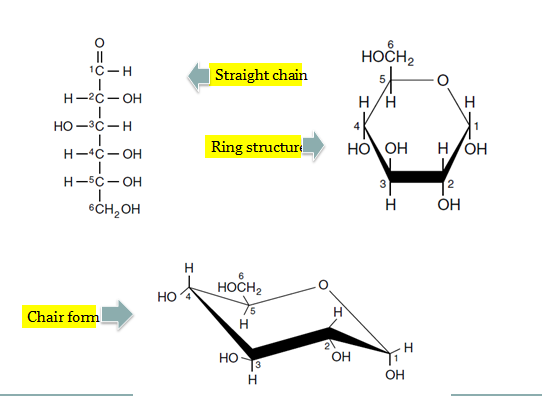 O
¹C – H
H – ²C – OH
HO – ³C – H
H – ⁴C – OH
H – ⁵C – OH
⁶CH₂OH
Straight chain
Ring structure
6
HOCH₂
5 O
H H H
4 1
HO OH H OH
3 2
H OH
Chair form
H
6
HOCH₂ O
HO 4
5
H H
2 H
HO 3 OH 1
H OH